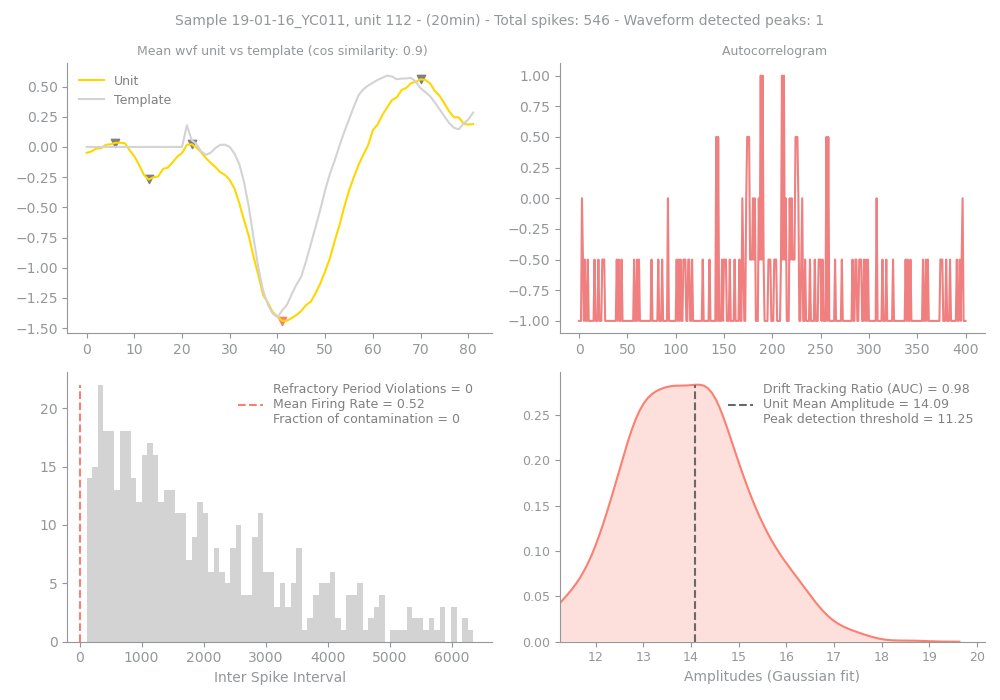 Sample 19-01-16_YC011, unit 112 - (20min) - Total spikes: 546 - Waveform detected peaks: 1
Mean wvf unit vs template (cos similarity: 0.9)
Unit
Template
0.50
0.25
0.00
−0.25
−0.50
−0.75
−1.00
−1.25
−1.50
0 10 20 30 40 50 60 70 80
Autocorrelogram
1.00
0.75
0.50
0.25
0.00
−0.25
−0.50
−0.75
−1.00
0 50 100 150 200 250 300 350 400
Refractory Period Violations = 0
Mean Firing Rate = 0.52
Fraction of contamination = 0
20
15
10
5
0
0 1000 2000 3000 4000 5000 6000
Inter Spike Interval
Drift Tracking Ratio (AUC) = 0.98
Unit Mean Amplitude = 14.09
Peak detection threshold = 11.25
0.25
0.20
0.15
0.10
0.05
0.00
12 13 14 15 16 17 18 19 20
Amplitudes (Gaussian fit)